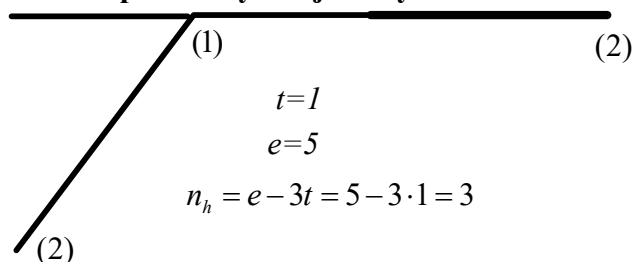 (1)
(2)
t=1
e=5
n_h = e − 3t = 5 − 3·1 = 3
(2)